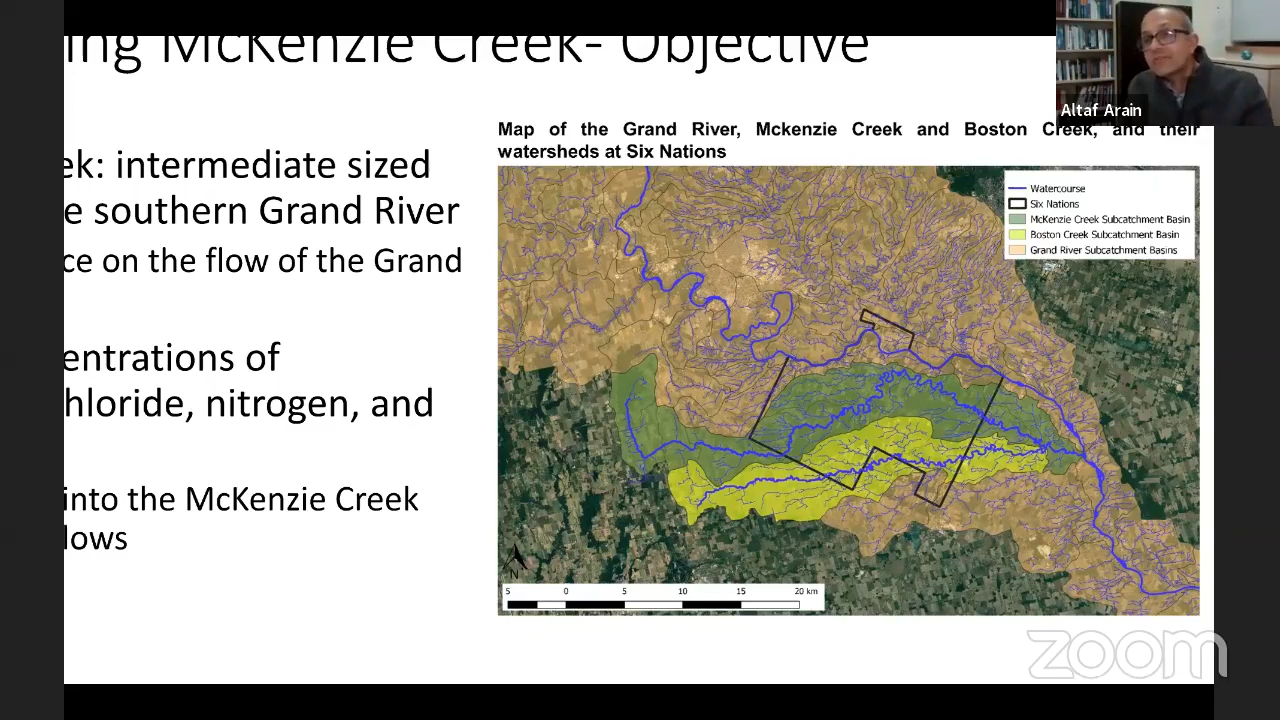 ing McKenzie Creek- Objective
Altaf Arain
ek: intermediate sized
e southern Grand River
ce on the flow of the Grand
entrations of
hloride, nitrogen, and
into the McKenzie Creek
lows
Map of the Grand River, Mckenzie Creek and Boston Creek, and their
watersheds at Six Nations
Watercourse
Six Nations
McKenzie Creek Subcatchment Basin
Boston Creek Subcatchment Basin
Grand River Subcatchment Basins
N
5 0 5 10 15 20 km
zoom